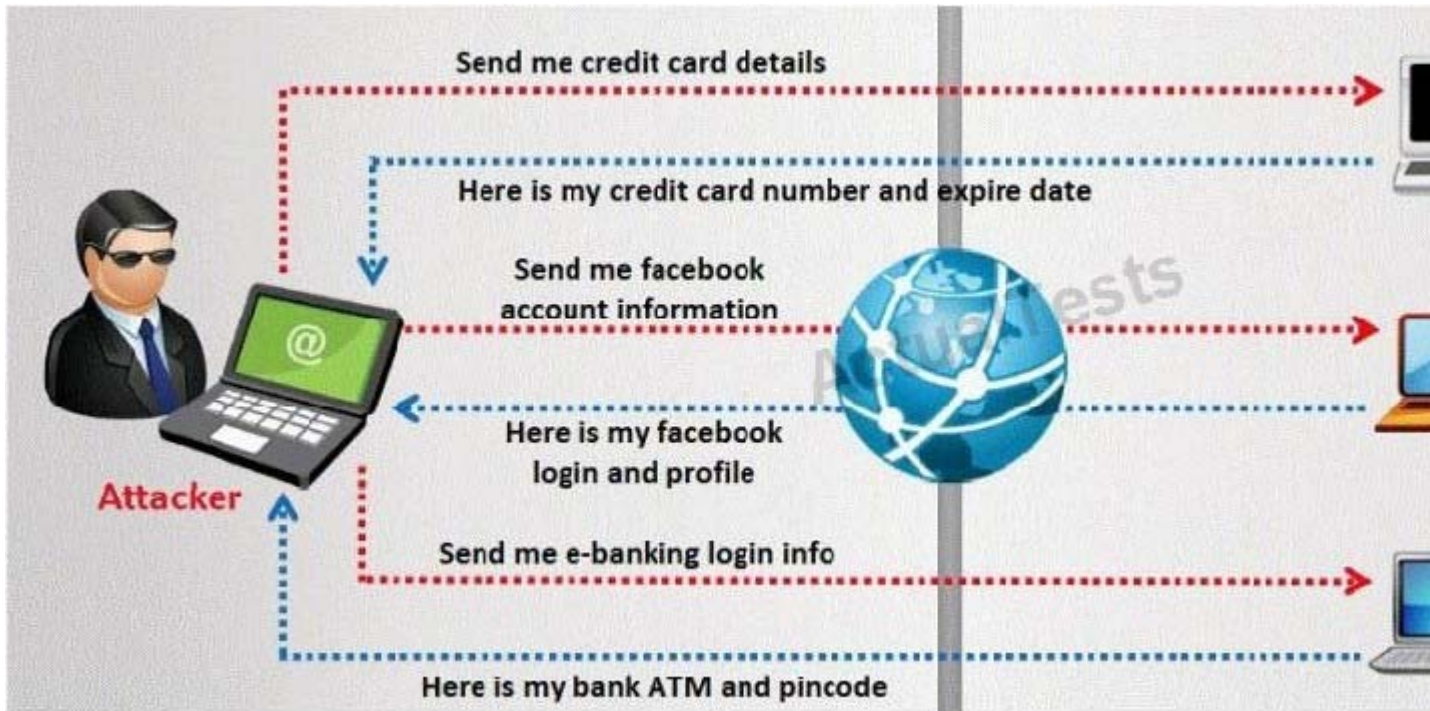 Send me credit card details
Here is my credit card number and expire date
Send me facebook
account information
@
ActualTests
Here is my facebook
login and profile
Attacker
Send me e-banking login info
Here is my bank ATM and pincode